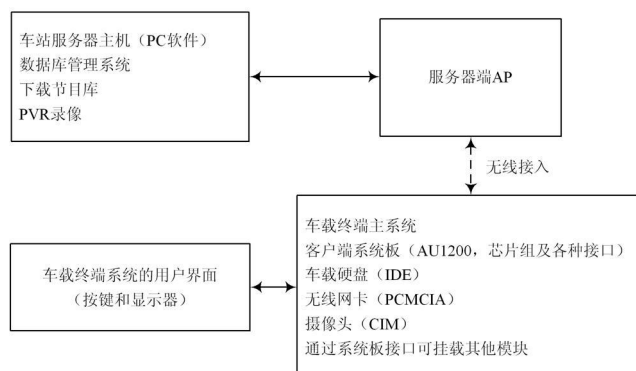 车站服务器主机（PC软件）
数据库管理系统
下载节目库
PVR录像
服务器端AP
无线接入
车载终端主系统
客户端系统板（AU1200，芯片组及各种接口）
车载硬盘（IDE）
无线网卡（PCMCIA）
摄像头（CIM）
通过系统板接口可挂载其他模块
车载终端系统的用户界面
（按键和显示器）